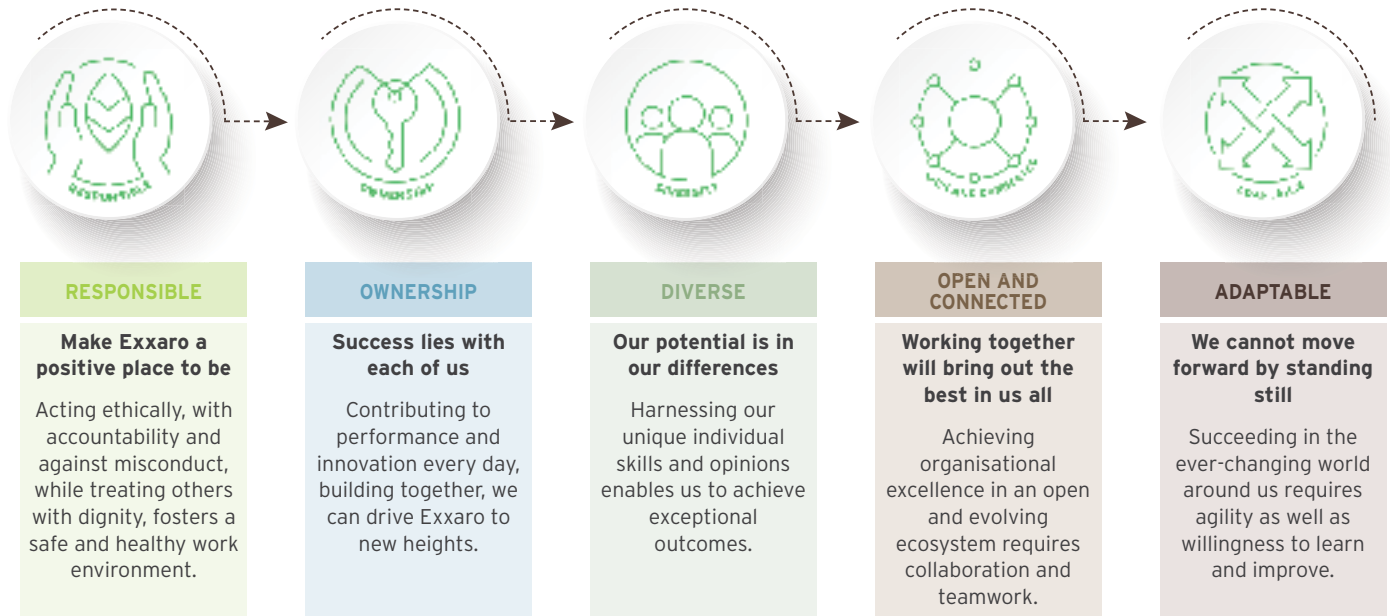 RESPONSIBLE
Make Exxaro a
positive place to be
Acting ethically, with
accountability and
against misconduct,
while treating others
with dignity, fosters a
safe and healthy work
environment.
OWNERSHIP
Success lies with
each of us
Contributing to
performance and
innovation every day,
building together, we
can drive Exxaro to
new heights.
DIVERSE
Our potential is in
our differences
Harnessing our
unique individual
skills and opinions
enables us to achieve
exceptional
outcomes.
OPEN AND
CONNECTED
Working together
will bring out the
best in us all
Achieving
organisational
excellence in an open
and evolving
ecosystem requires
collaboration and
teamwork.
ADAPTABLE
We cannot move
forward by standing
still
Succeeding in the
ever-changing world
around us requires
agility as well as
willingness to learn
and improve.